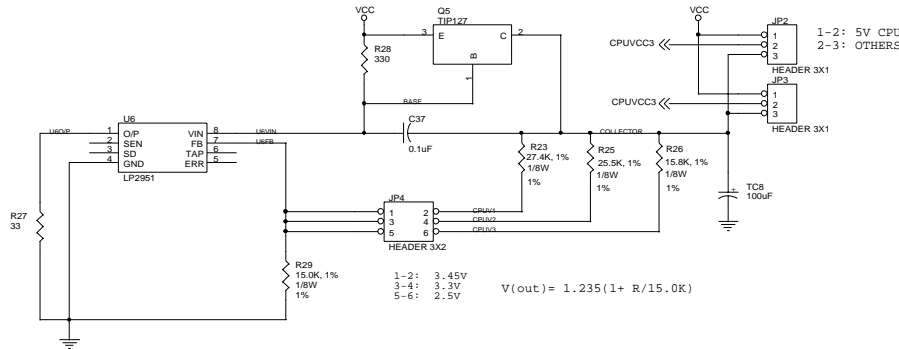 VCC
Q5
TIP127
3
E
C
2
B
1
R28
330
BASE
VCC
JP2
1
2
3
HEADER 3X1
1-2: 5V CPU
2-3: OTHERS
CPUVCC3
JP3
1
2
3
HEADER 3X1
CPUVCC3
U6
U6O/P
1 O/P
2 SEN
3 SD
4 GND
VIN 8
FB 7
TAP 6
ERR 5
LP2951
U6VIN
U6FB
C37
0.1uF
COLLECTOR
R23
27.4K, 1%
1/8W
1%
R25
25.5K, 1%
1/8W
1%
R26
15.8K, 1%
1/8W
1%
TC8
100uF
+
R27
33
JP4
1 2
3 4
5 6
HEADER 3X2
CPUV1
CPUV2
CPUV3
R29
15.0K, 1%
1/8W
1%
1-2: 3.45V
3-4: 3.3V
5-6: 2.5V
V(out)= 1.235(1+ R/15.0K)